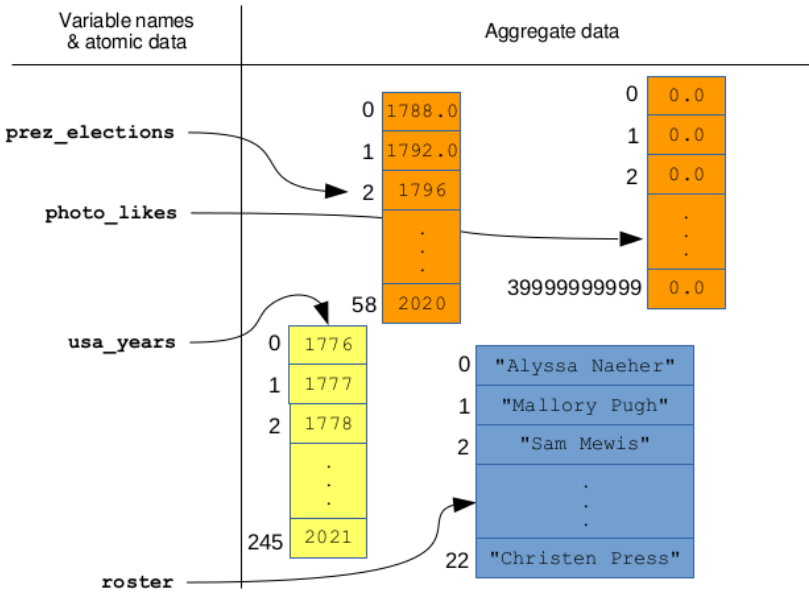 Variable names
& atomic data
Aggregate data
prez_elections
photo_likes
usa_years
roster
0 1788.0
1 1792.0
2 1796
.
.
.
58 2020
0 0.0
1 0.0
2 0.0
.
.
.
39999999999 0.0
0 1776
1 1777
2 1778
.
.
.
245 2021
0 "Alyssa Naeher"
1 "Mallory Pugh"
2 "Sam Mewis"
.
.
.
22 "Christen Press"